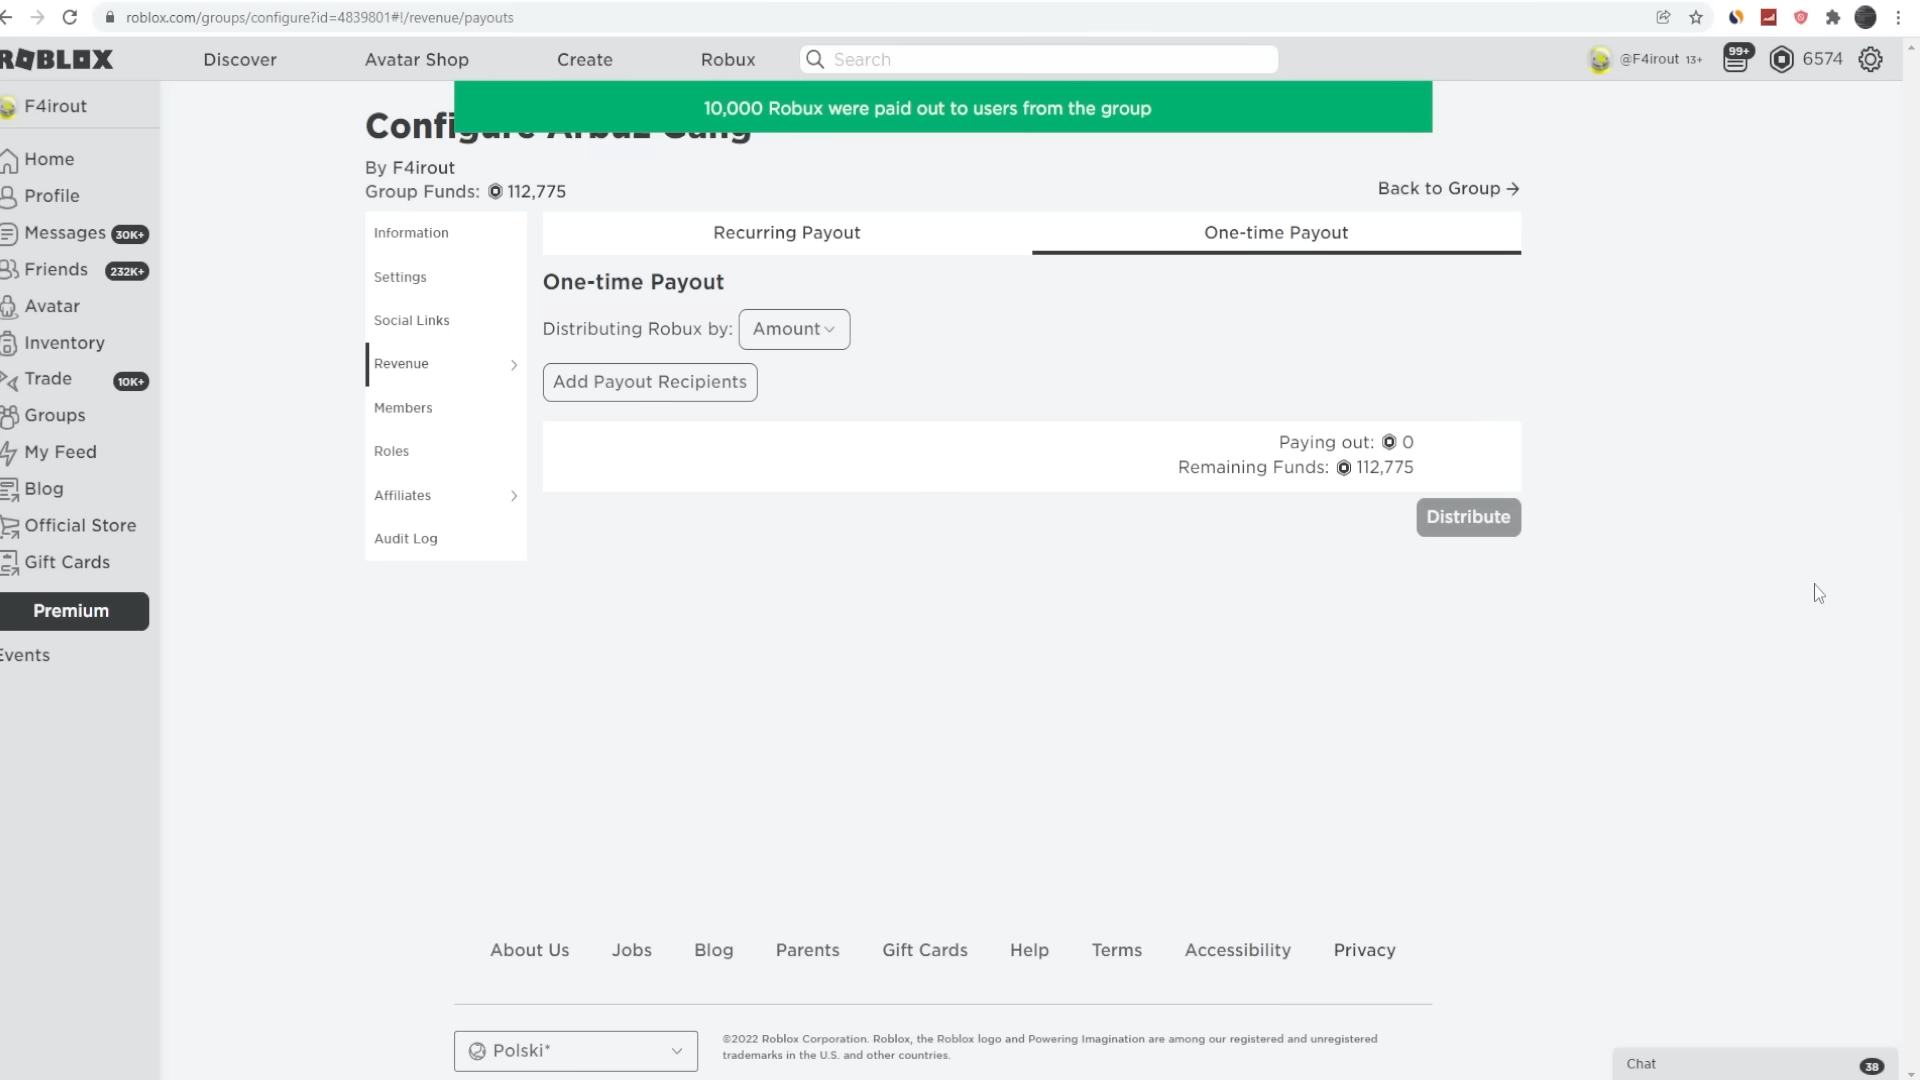 roblox.com/groups/configure?id=4839801#!/revenue/payouts
ROBLOX
Discover
Avatar Shop
Create
Robux
Search
@F4irout 13+
99+
6574
F4irout
Home
Profile
Messages 30K+
Friends 232K+
Avatar
Inventory
Trade 10K+
Groups
My Feed
Blog
Official Store
Gift Cards
Premium
Events
10,000 Robux were paid out to users from the group
Configure Arbuz Gang
By F4irout
Group Funds: 112,775
Back to Group →
Information
Settings
Social Links
Revenue
Members
Roles
Affiliates
Audit Log
Recurring Payout
One-time Payout
One-time Payout
Distributing Robux by: Amount
Add Payout Recipients
Paying out: 0
Remaining Funds: 112,775
Distribute
About Us
Jobs
Blog
Parents
Gift Cards
Help
Terms
Accessibility
Privacy
Polski*
©2022 Roblox Corporation. Roblox, the Roblox logo and Powering Imagination are among our registered and unregistered
trademarks in the U.S. and other countries.
Chat
38